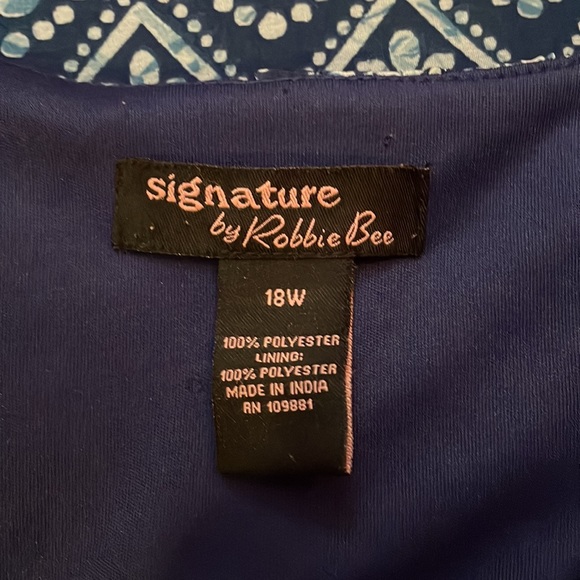 signature
by Robbie Bee
18W
100% POLYESTER
LINING:
100% POLYESTER
MADE IN INDIA
RN 109881